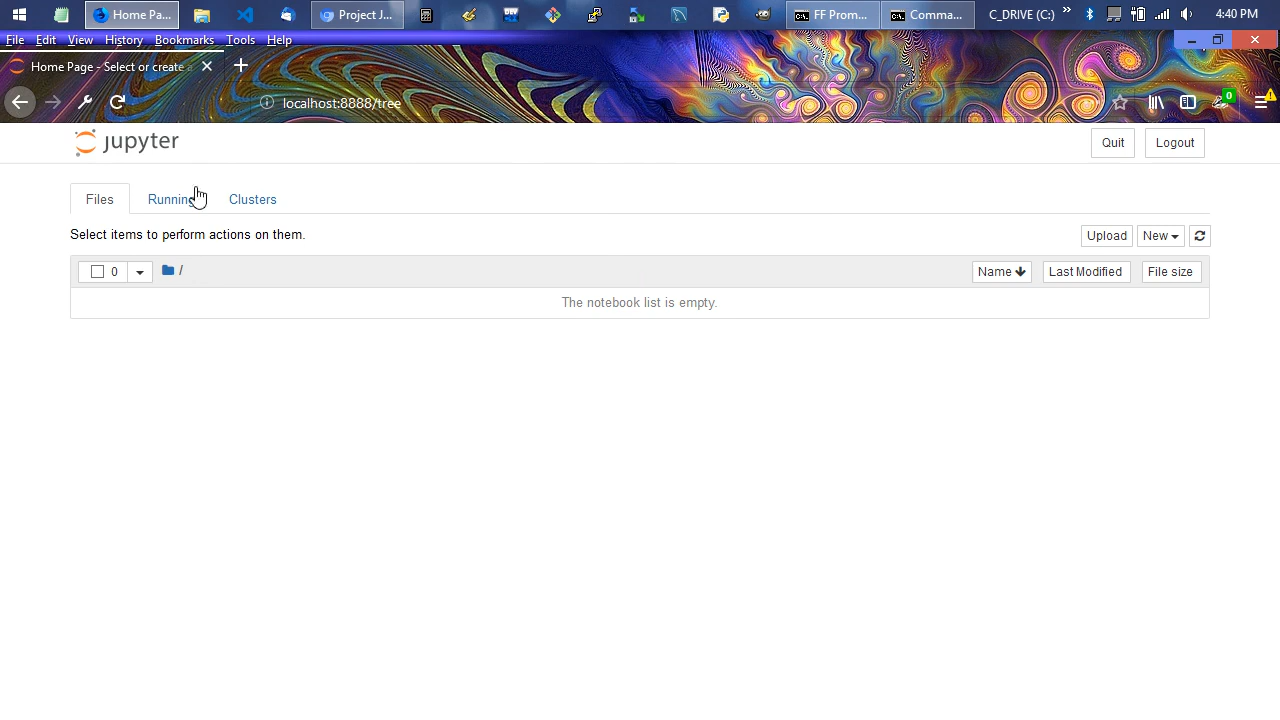 Home Pa... Project J... FF Prom... Comma... C_DRIVE (C:) » 4:40 PM
File Edit View History Bookmarks Tools Help
Home Page - Select or create a
localhost:8888/tree 0
jupyter Quit Logout
Files Running Clusters
Select items to perform actions on them. Upload New
0 / Name Last Modified File size
The notebook list is empty.